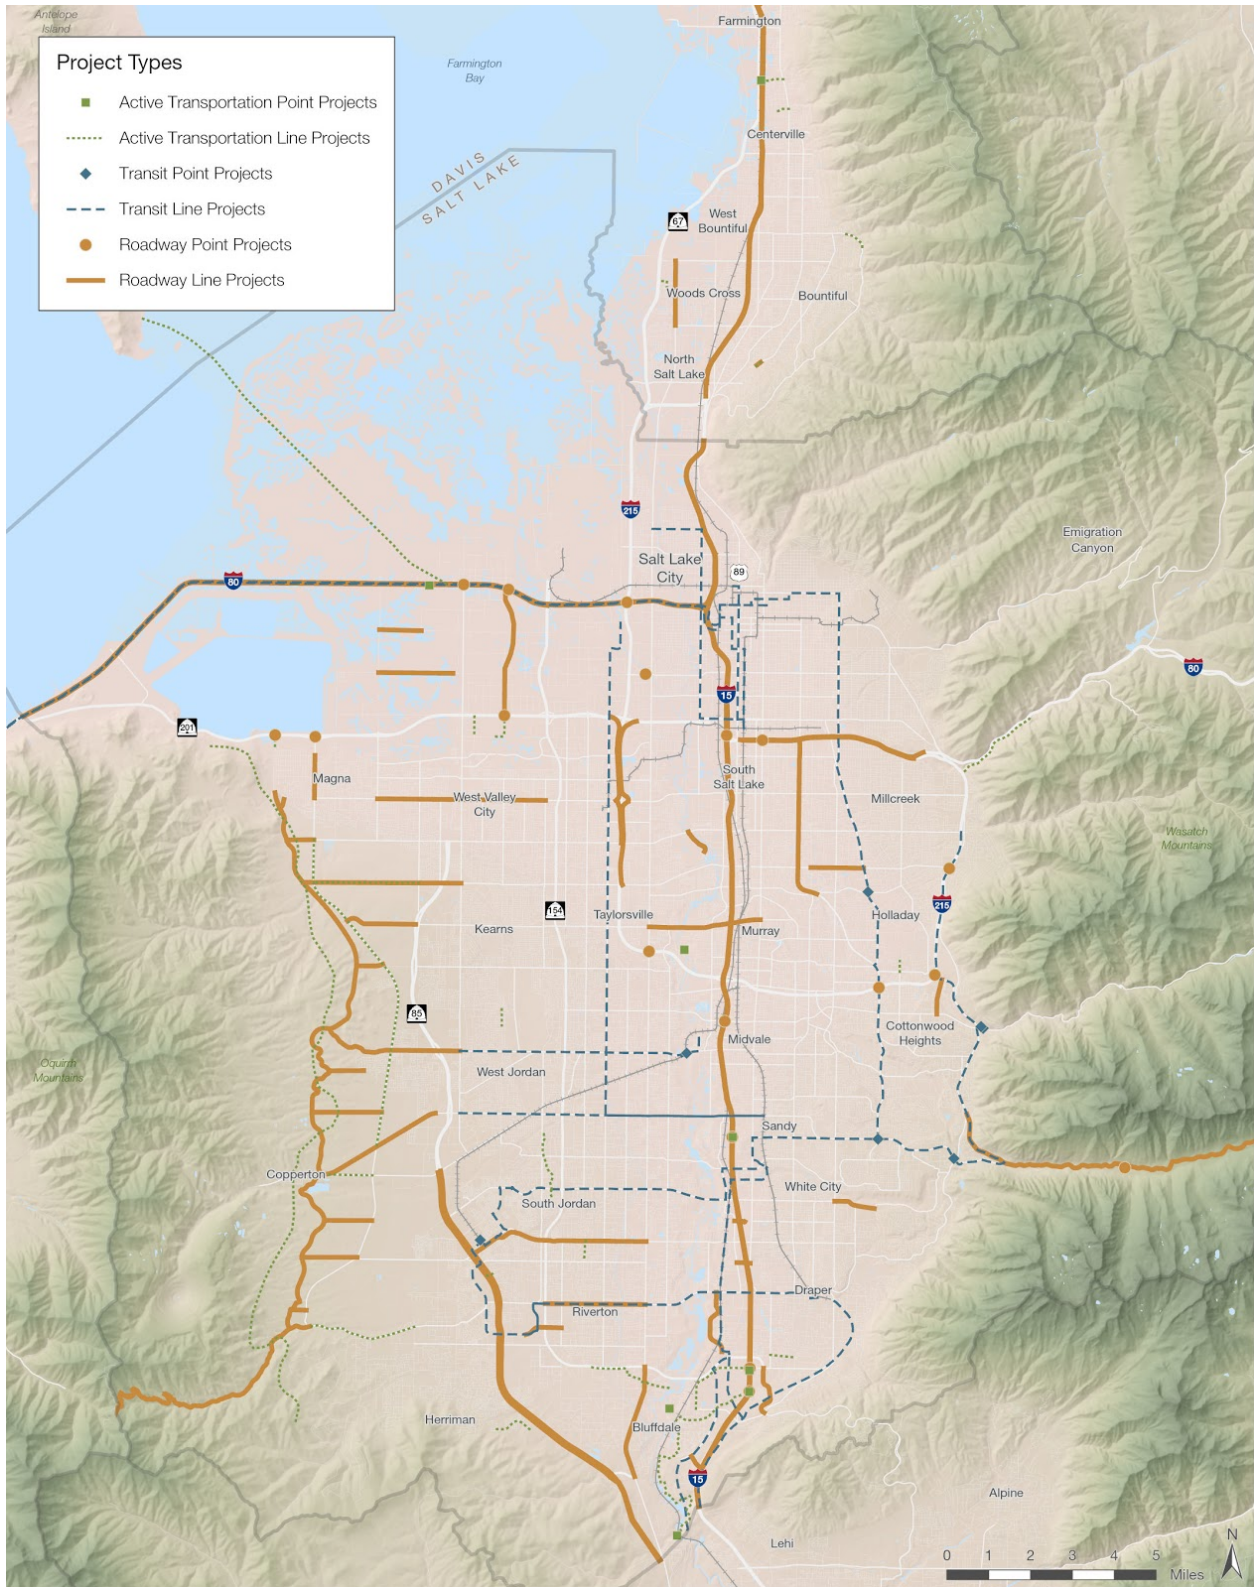 Antelope
Island
Farmington
Project Types
Active Transportation Point Projects
Active Transportation Line Projects
Transit Point Projects
Transit Line Projects
Roadway Point Projects
Roadway Line Projects
Farmington
Bay
Centerville
DAVIS
SALT LAKE
67
West
Bountiful
Woods Cross
Bountiful
North
Salt Lake
215
Emigration
Canyon
Salt Lake
City
89
80
80
15
201
Magna
South
Salt Lake
West Valley
City
Millcreek
Wasatch
Mountains
154
Taylorsville
215
Holladay
Kearns
Murray
85
Cottonwood
Heights
Midvale
Oquirrh
Mountains
West Jordan
Sandy
Copperton
White City
South Jordan
Draper
Riverton
Herriman
Bluffdale
15
Alpine
Lehi
N
0 1 2 3 4 5
Miles